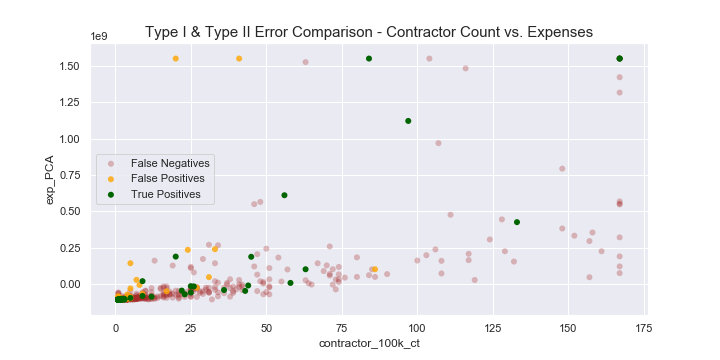 Type I & Type II Error Comparison - Contractor Count vs. Expenses
1e9
1.50
1.25
1.00
0.75
0.50
0.25
0.00
exp_PCA
False Negatives
False Positives
True Positives
0 25 50 75 100 125 150 175
contractor_100k_ct